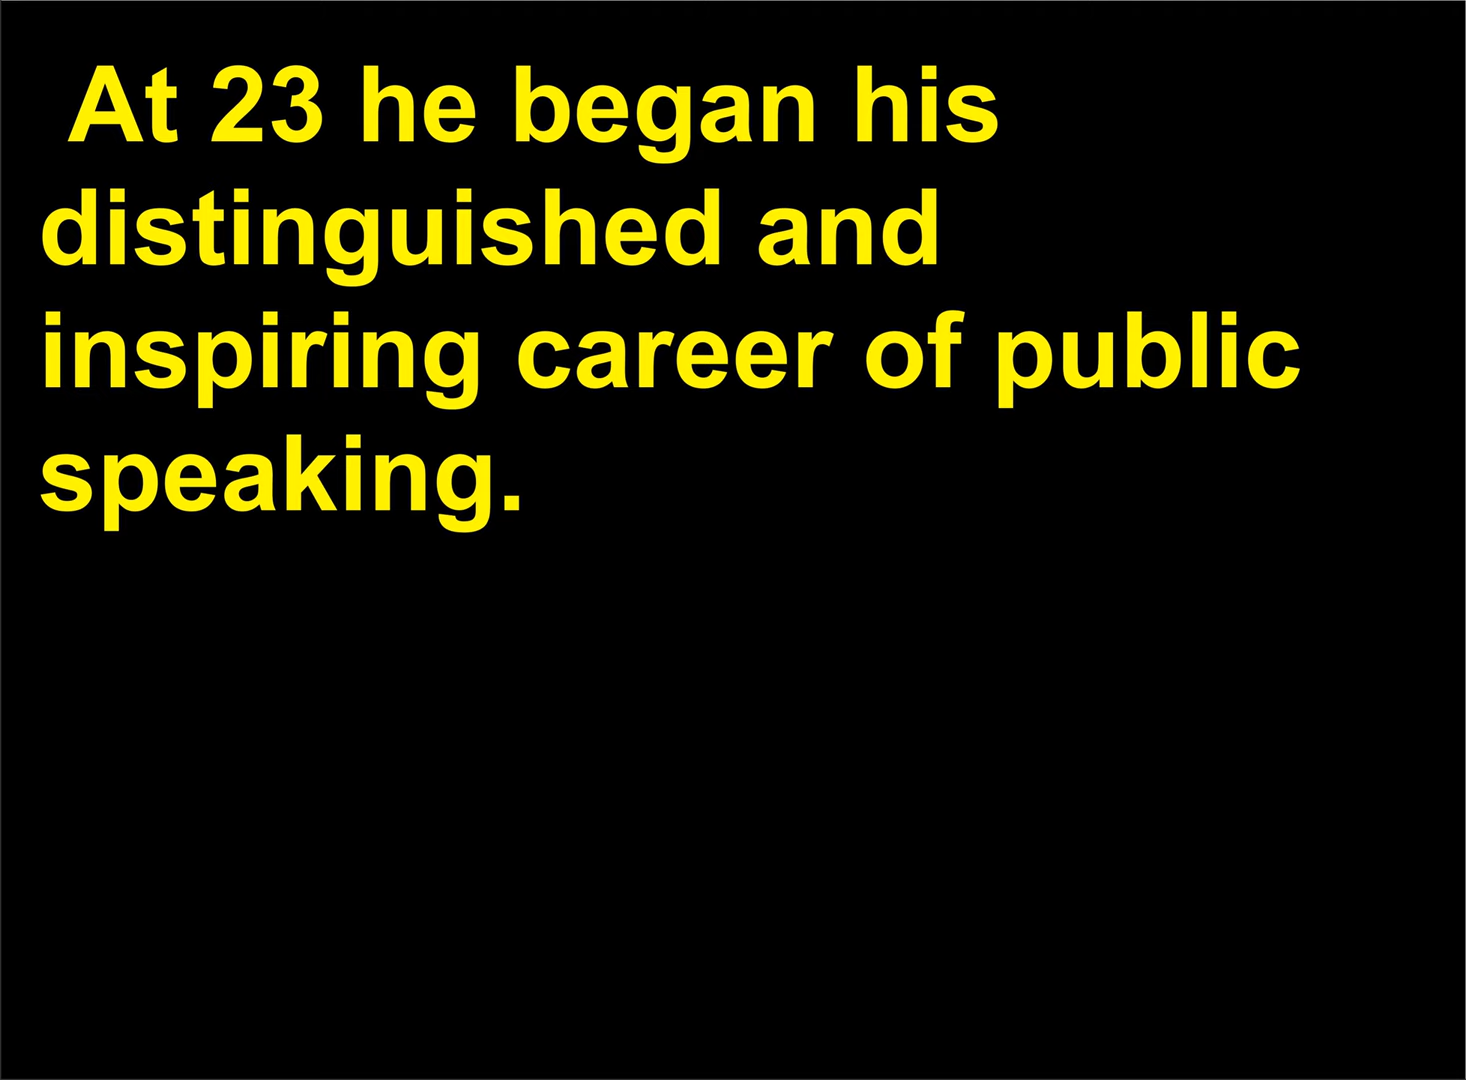 At 23 he began his
distinguished and
inspiring career of public
speaking.